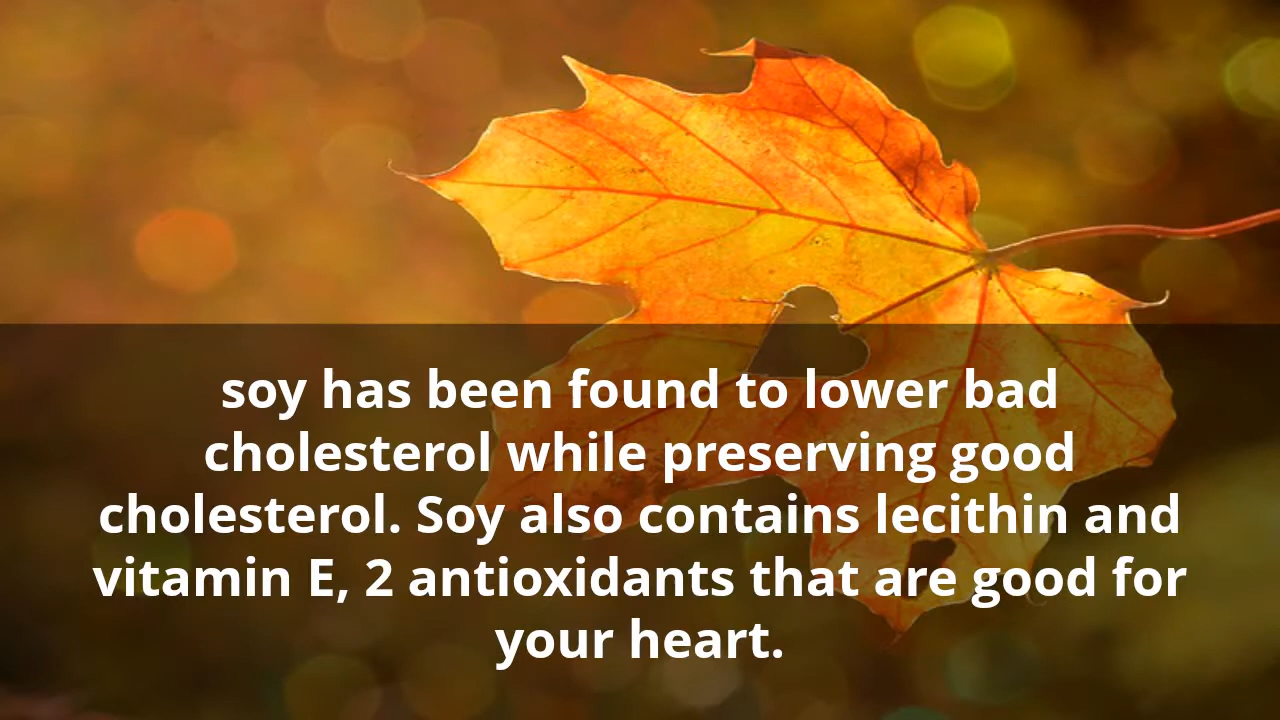 soy has been found to lower bad
cholesterol while preserving good
cholesterol. Soy also contains lecithin and
vitamin E, 2 antioxidants that are good for
your heart.